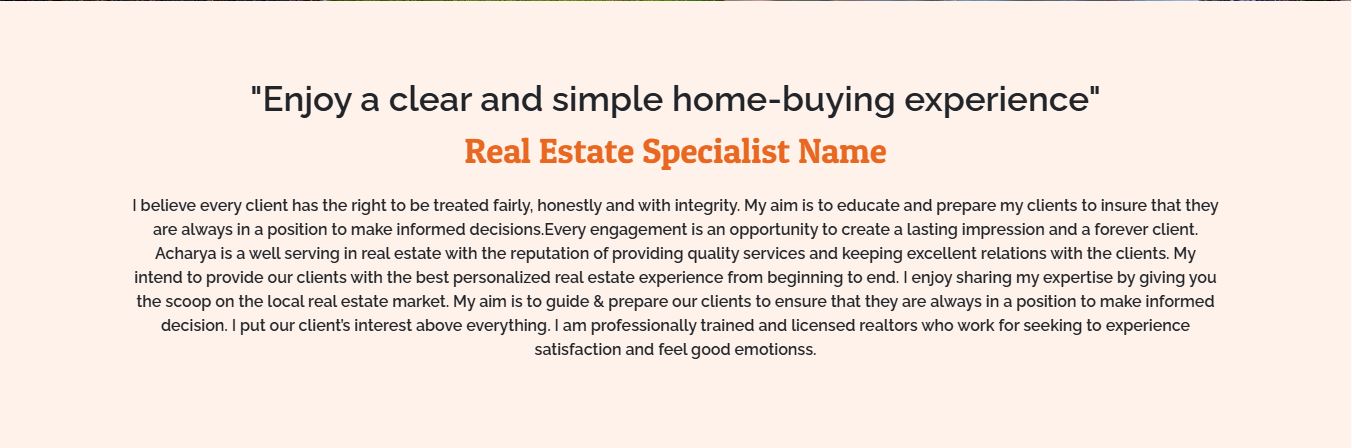 "Enjoy a clear and simple home-buying experience"
Real Estate Specialist Name
I believe every client has the right to be treated fairly, honestly and with integrity. My aim is to educate and prepare my clients to insure that they
are always in a position to make informed decisions.Every engagement is an opportunity to create a lasting impression and a forever client.
Acharya is a well serving in real estate with the reputation of providing quality services and keeping excellent relations with the clients. My
intend to provide our clients with the best personalized real estate experience from beginning to end. I enjoy sharing my expertise by giving you
the scoop on the local real estate market. My aim is to guide & prepare our clients to ensure that they are always in a position to make informed
decision. I put our client's interest above everything. I am professionally trained and licensed realtors who work for seeking to experience
satisfaction and feel good emotionss.